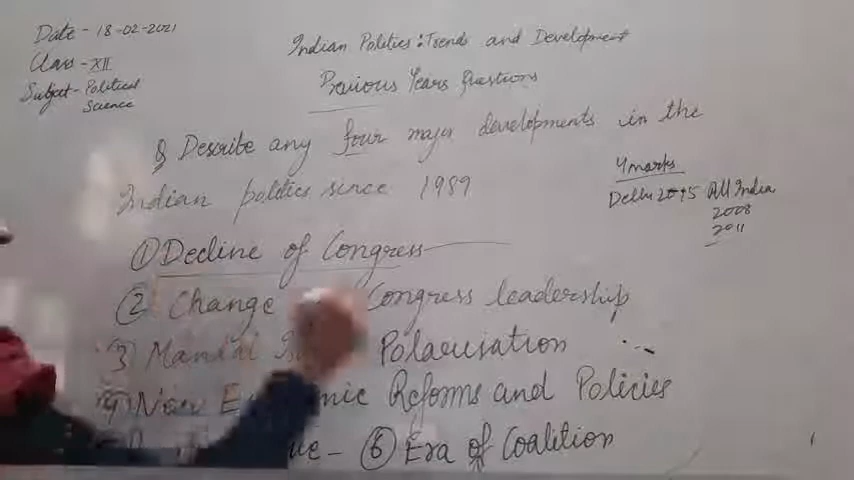 Date - 18-02-2021
Class - XII
Subject - Political
Science
Indian Politics: Trends and Development
Previous Years Questions
Q Describe any four major developments in the
Indian politics since 1989
4 marks
Delhi 2015 All India
2008
2011
① Decline of Congress
② Change Congress leadership
③ Mandal Polarisation
④ New Reforms and Policies
⑥ Era of Coalition